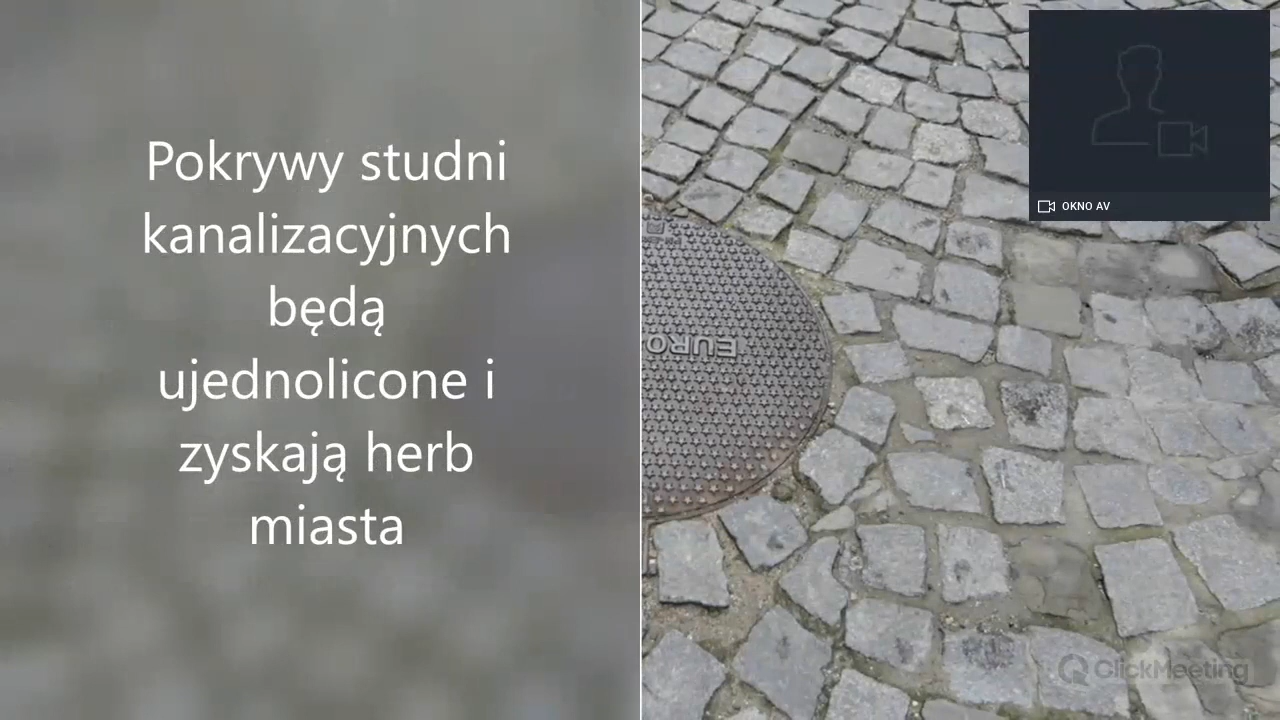 Pokrywy studni
kanalizacyjnych
będą
ujednolicone i
zyskają herb
miasta
OKNO AV
EURO
ClickMeeting